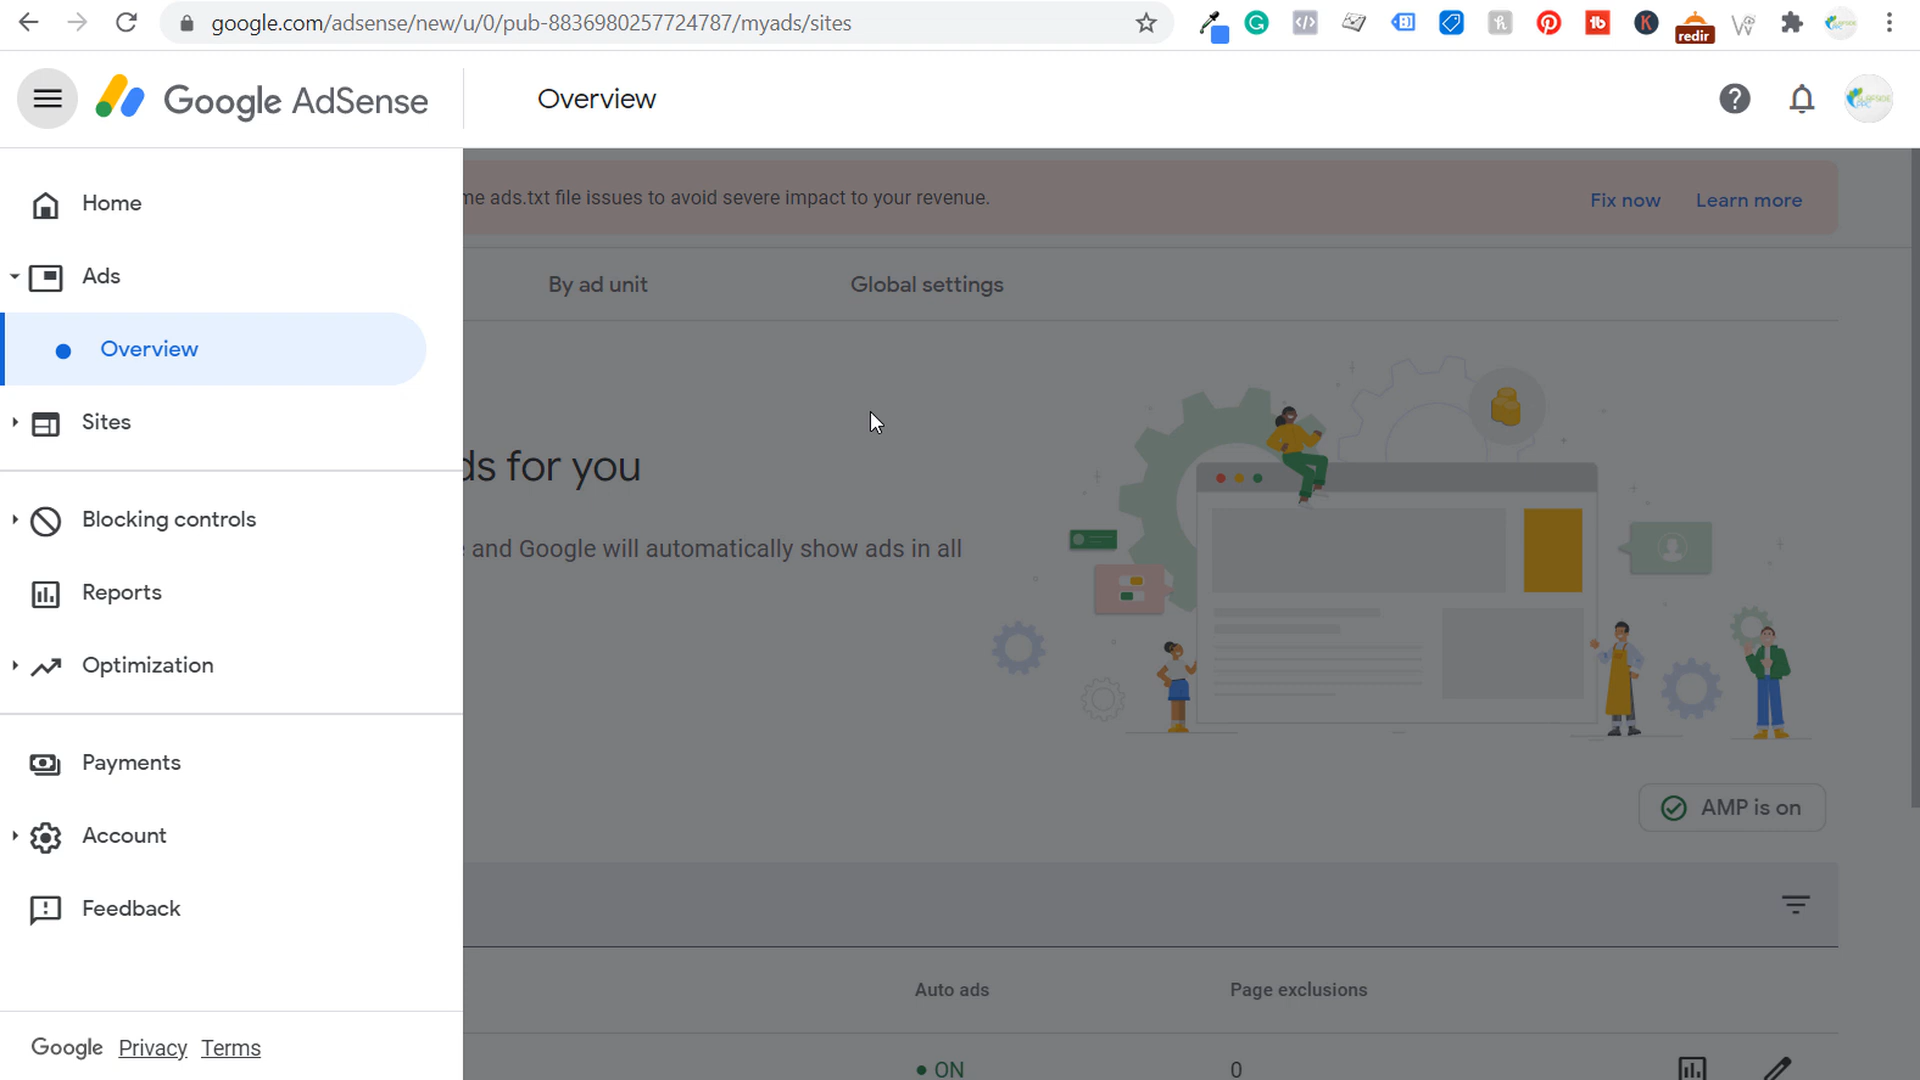 google.com/adsense/new/u/0/pub-8836980257724787/myads/sites
redir
Google AdSense
Overview
Home
Ads
Overview
Sites
Blocking controls
Reports
Optimization
Payments
Account
Feedback
Google Privacy Terms
me ads.txt file issues to avoid severe impact to your revenue.
Fix now
Learn more
By ad unit
Global settings
ds for you
and Google will automatically show ads in all
AMP is on
Auto ads
Page exclusions
ON
0